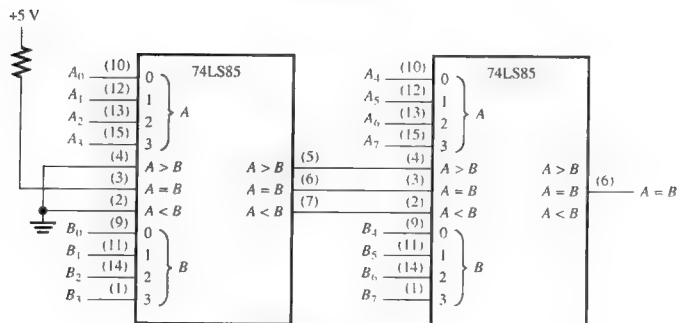 +5 V
74LS85
A0 (10) 0
A1 (12) 1
A2 (13) 2
A3 (15) 3
A
(4) A > B
(3) A = B
(2) A < B
B0 (9) 0
B1 (11) 1
B2 (14) 2
B3 (1) 3
B
A > B (5)
A = B (6)
A < B (7)
74LS85
A4 (10) 0
A5 (12) 1
A6 (13) 2
A7 (15) 3
A
(4) A > B
(3) A = B
(2) A < B
B4 (9) 0
B5 (11) 1
B6 (14) 2
B7 (1) 3
B
A > B
A = B (6) A = B
A < B